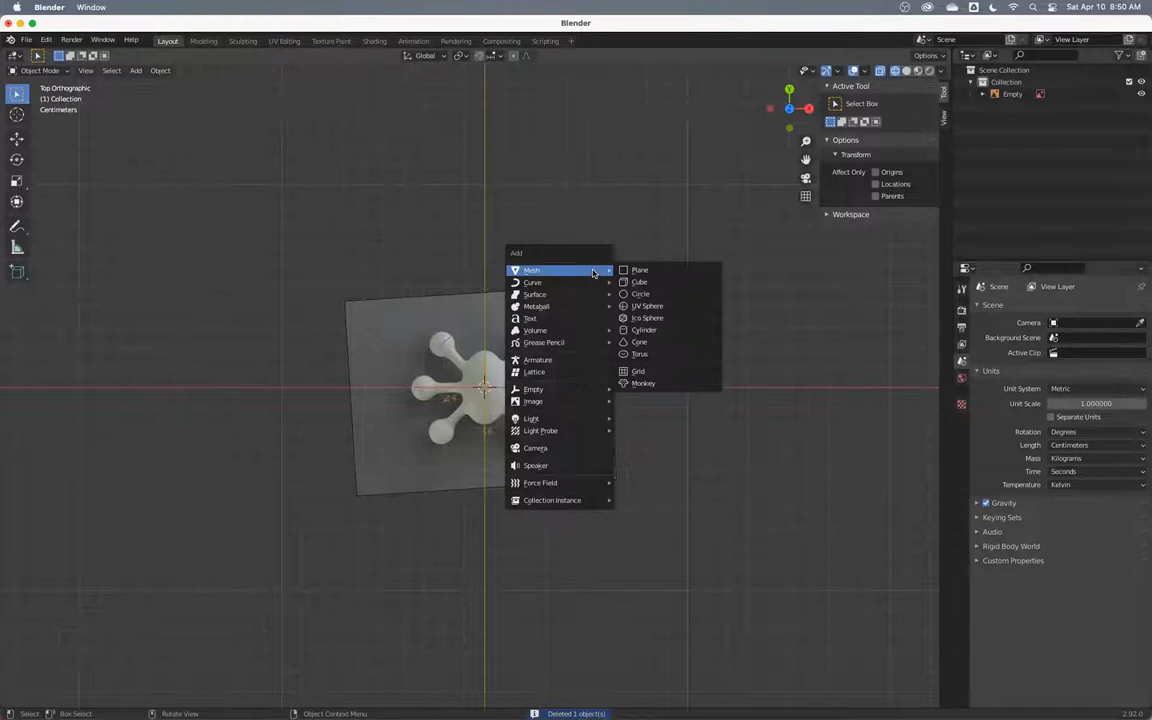 Blender Window
Sat Apr 10 8:50 AM
Blender
File Edit Render Window Help
Layout Modeling Sculpting UV Editing Texture Paint Shading Animation Rendering Compositing Scripting +
Scene
View Layer
Global
Options
Object Mode View Select Add Object
Top Orthographic
(1) Collection
Centimeters
Y
X
Z
Active Tool
Select Box
Options
Transform
Affect Only Origins
Locations
Parents
Workspace
Tool
View
Scene Collection
Collection
Empty
Add
Mesh
Curve
Surface
Metaball
Text
Volume
Grease Pencil
Armature
Lattice
Empty
Image
Light
Light Probe
Camera
Speaker
Force Field
Collection Instance
Plane
Cube
Circle
UV Sphere
Ico Sphere
Cylinder
Cone
Torus
Grid
Monkey
Scene View Layer
Scene
Camera
Background Scene
Active Clip
Units
Unit System Metric
Unit Scale 1.000000
Separate Units
Rotation Degrees
Length Centimeters
Mass Kilograms
Time Seconds
Temperature Kelvin
Gravity
Keying Sets
Audio
Rigid Body World
Custom Properties
Select Box Select Rotate View Object Context Menu
Deleted 1 object(s)
2.92.0